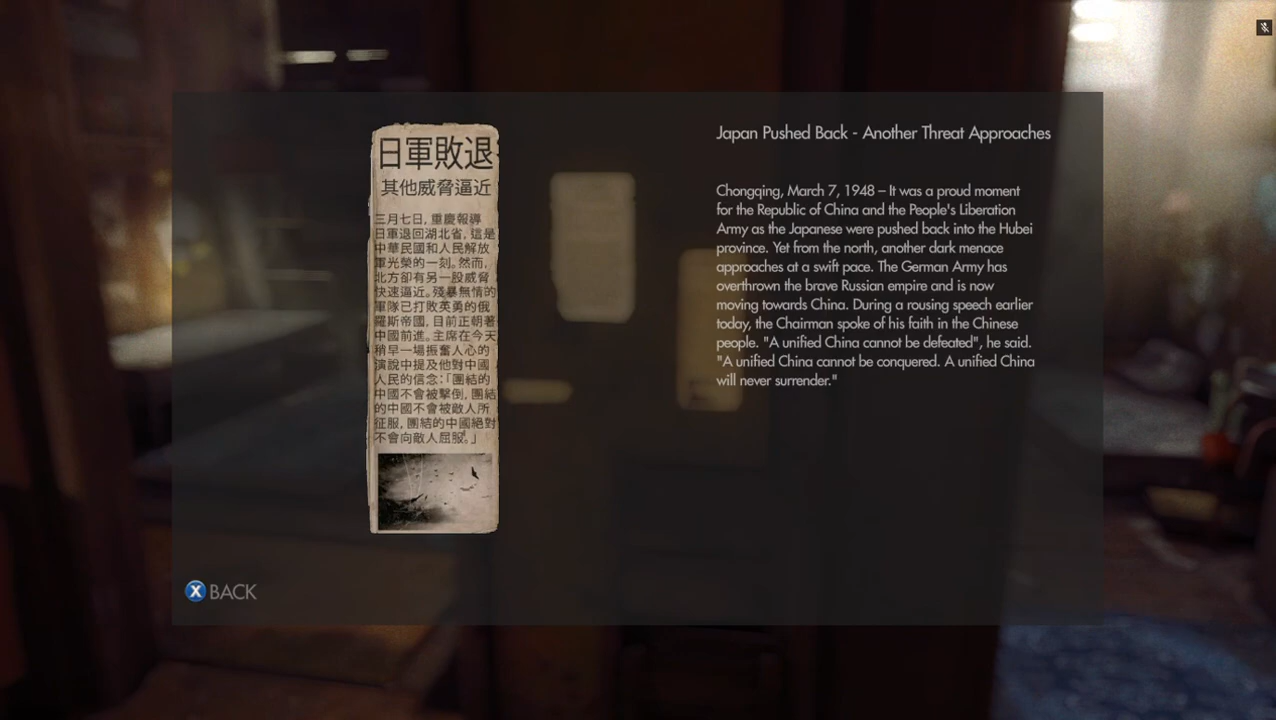 日軍敗退
其他威脅逼近
三月七日，重慶報導
日軍退回湖北省，這是
中華民國和人民解放
軍光榮的一刻。然而，
北方卻有另一股威脅
快速逼近。殘暴無情的
軍隊已打敗英勇的俄
羅斯帝國，目前正朝著
中國前進。主席在今天
稍早一場振奮人心的
演說中提及他對中國
人民的信念：「團結的
中國不會被擊倒，團結
的中國不會被敵人所
征服，團結的中國絕對
不會向敵人屈服。」
Japan Pushed Back - Another Threat Approaches
Chongqing, March 7, 1948 – It was a proud moment
for the Republic of China and the People's Liberation
Army as the Japanese were pushed back into the Hubei
province. Yet from the north, another dark menace
approaches at a swift pace. The German Army has
overthrown the brave Russian empire and is now
moving towards China. During a rousing speech earlier
today, the Chairman spoke of his faith in the Chinese
people. "A unified China cannot be defeated", he said.
"A unified China cannot be conquered. A unified China
will never surrender."
X BACK